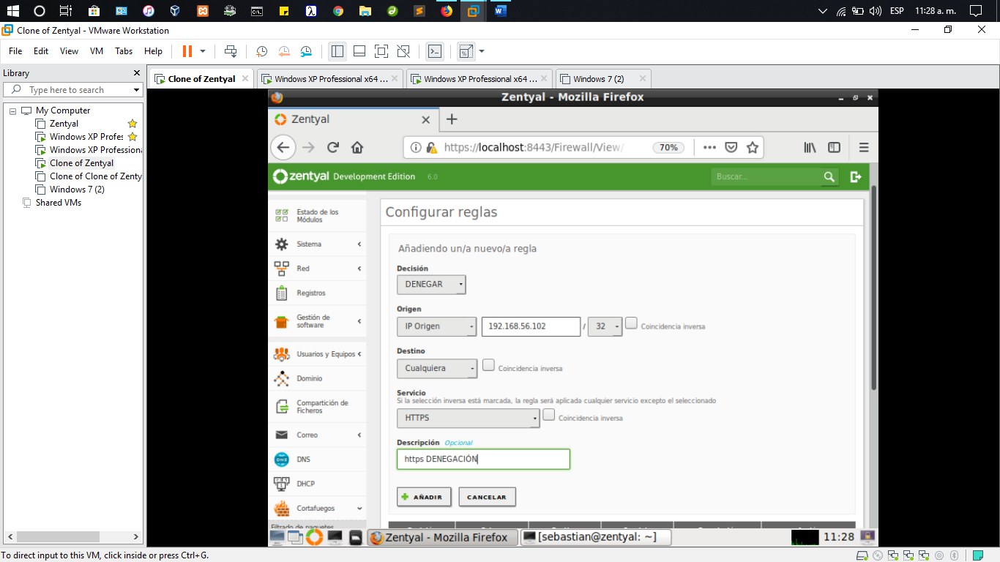 ESP
11:28 a. m.
Clone of Zentyal - VMware Workstation
File Edit View VM Tabs Help
Library
Type here to search
My Computer
Zentyal
Windows XP Profes
Windows XP Professiona
Clone of Zentyal
Clone of Clone of Zenty
Windows 7 (2)
Shared VMs
Clone of Zentyal
Windows XP Professional x64 ...
Windows XP Professional x64 ...
Windows 7 (2)
Zentyal - Mozilla Firefox
Zentyal
https://localhost:8443/Firewall/View/
70%
zentyal Development Edition 6.0
Buscar...
Estado de los
Módulos
Sistema
Red
Registros
Gestión de
software
Usuarios y Equipos
Dominio
Compartición de
Ficheros
Correo
DNS
DHCP
Cortafuegos
Filtrado de paquetes
Configurar reglas
Añadiendo un/a nuevo/a regla
Decisión
DENEGAR
Origen
IP Origen 192.168.56.102 / 32 Coincidencia inversa
Destino
Cualquiera Coincidencia inversa
Servicio
Si la selección inversa está marcada, la regla será aplicada cualquier servicio excepto el seleccionado
HTTPS Coincidencia inversa
Descripción Opcional
https DENEGACIÓN
AÑADIR CANCELAR
Zentyal - Mozilla Firefox
[sebastian@zentyal: ~]
11:28
To direct input to this VM, click inside or press Ctrl+G.